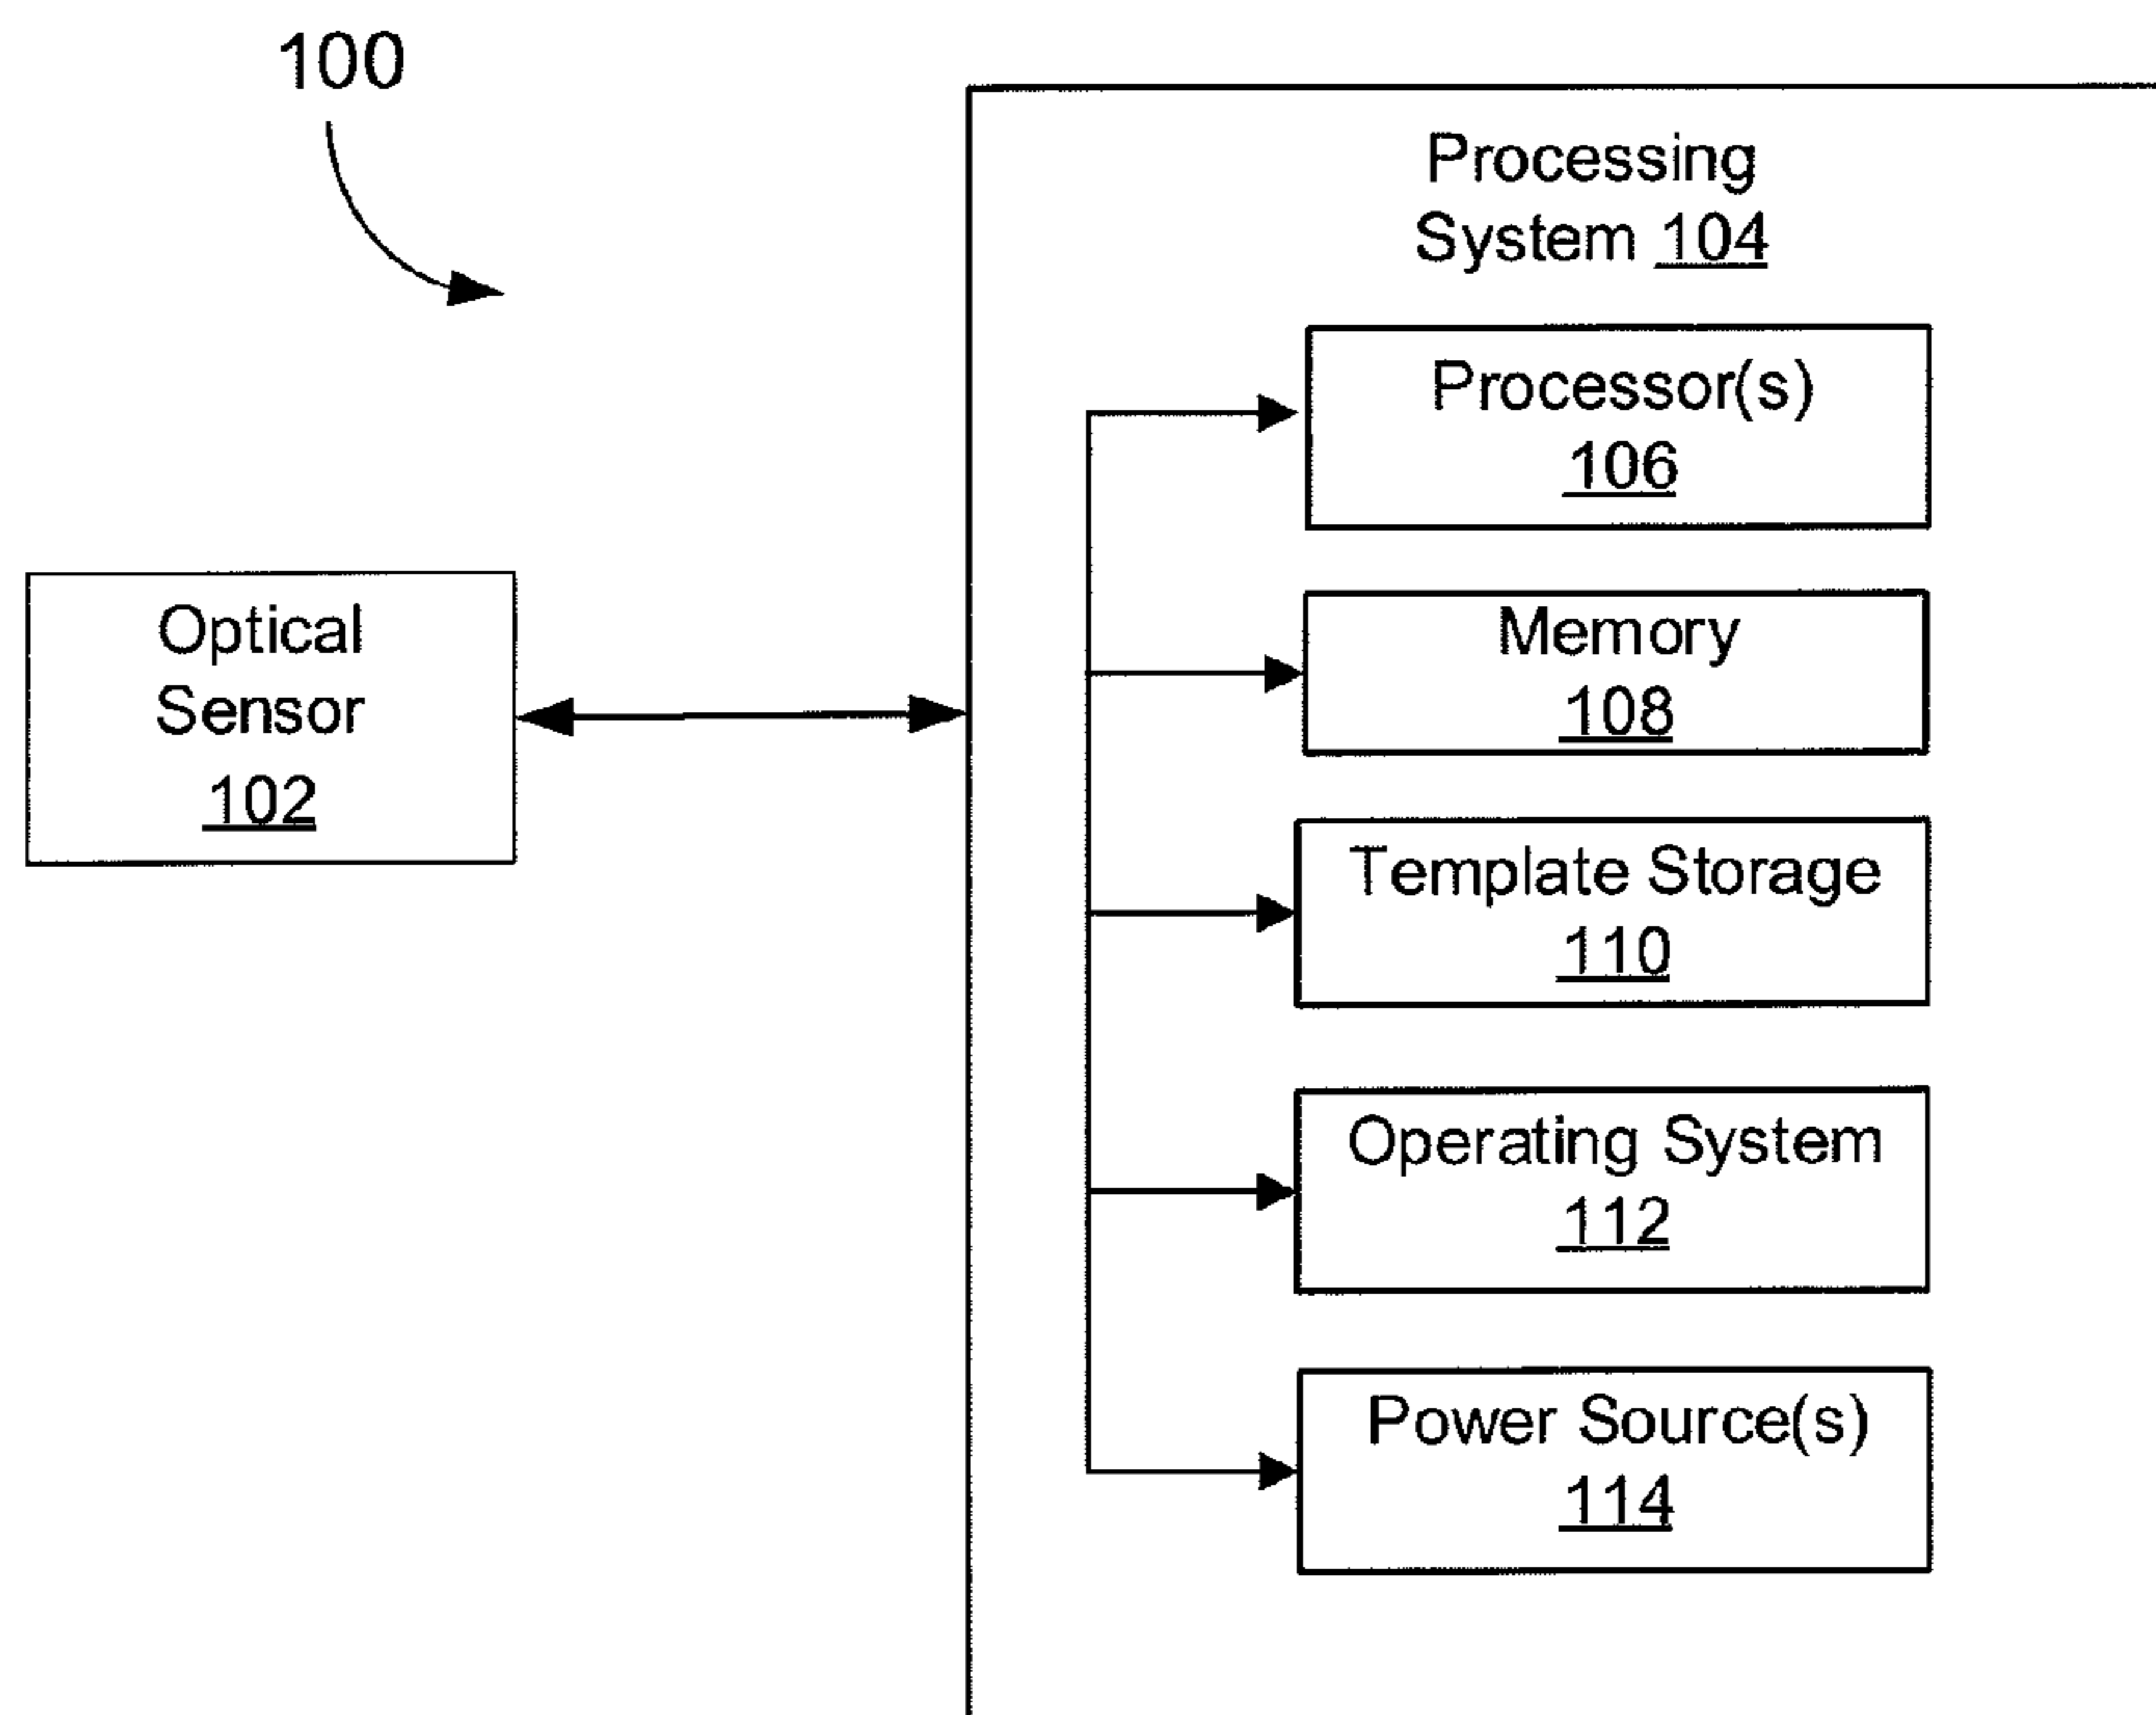 100
Processing
System 104
Processor(s)
106
Optical
Sensor
102
Memory
108
Template Storage
110
Operating System
112
Power Source(s)
114